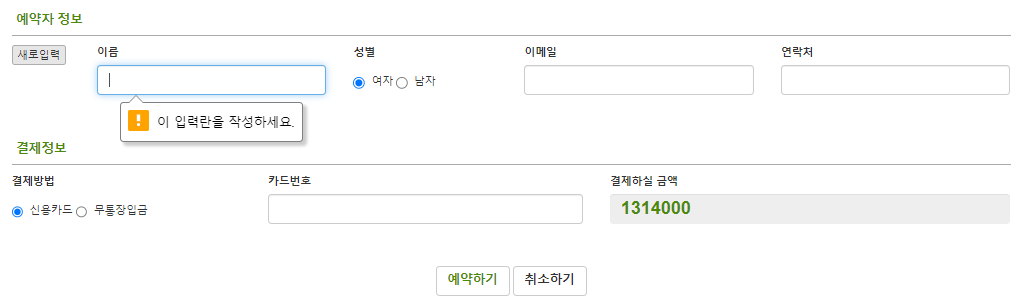 예약자 정보
새로입력
이름
성별
이메일
연락처
여자 남자
이 입력란을 작성하세요.
결제정보
결제방법
카드번호
결제하실 금액
신용카드 무통장입금
1314000
예약하기 취소하기